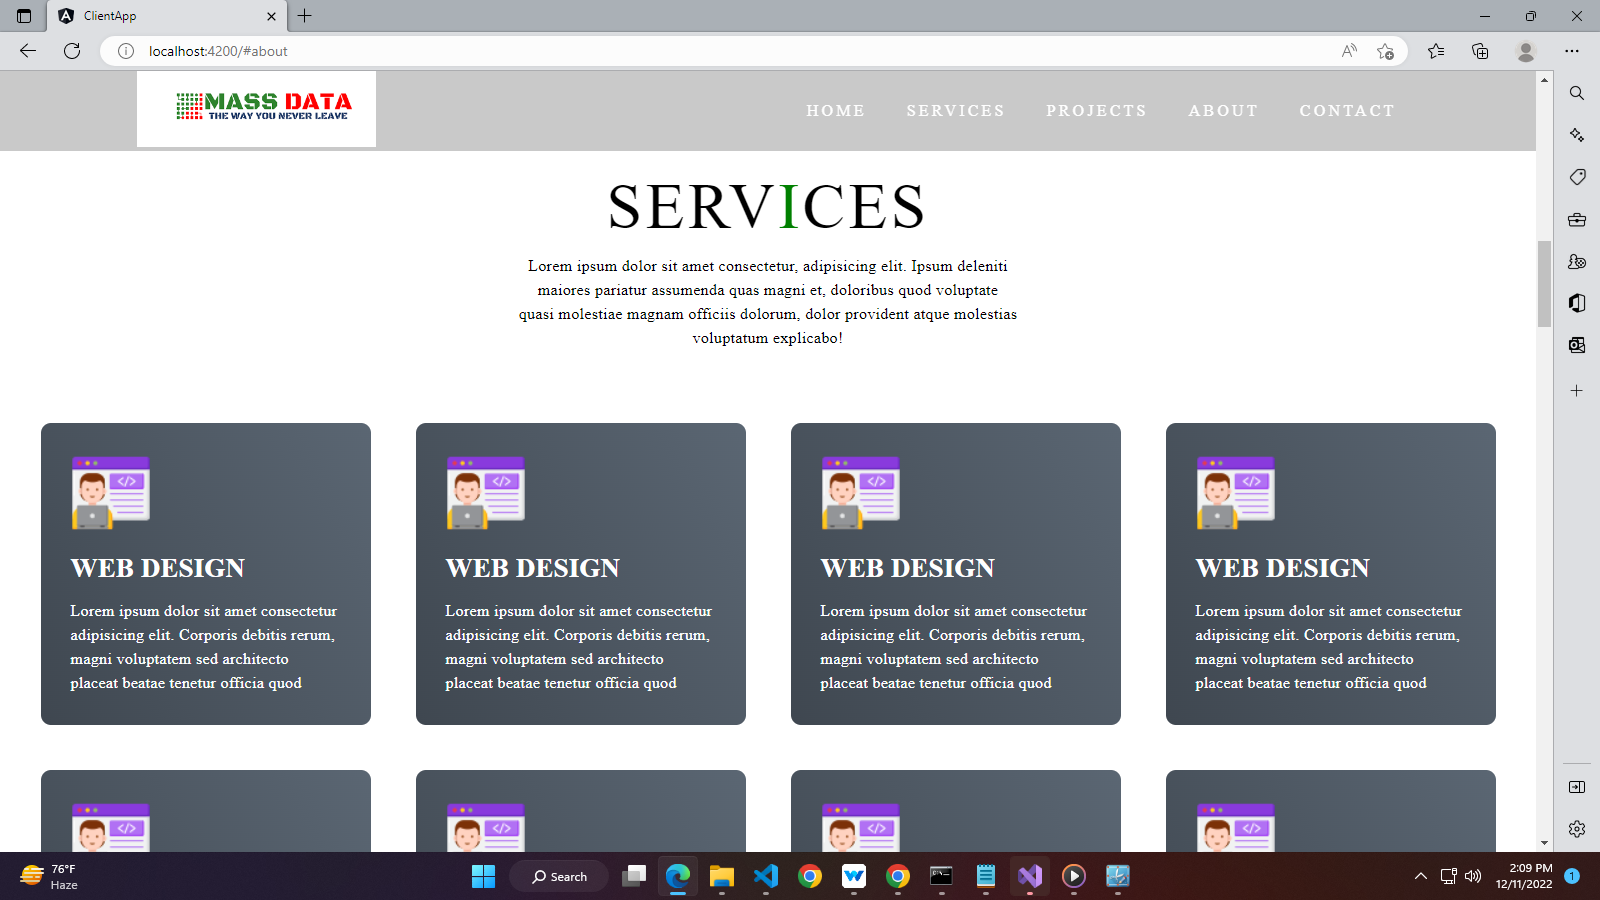 ClientApp
localhost:4200/#about
MASS DATA
THE WAY YOU NEVER LEAVE
HOME SERVICES PROJECTS ABOUT CONTACT
SERVICES
Lorem ipsum dolor sit amet consectetur, adipisicing elit. Ipsum deleniti
maiores pariatur assumenda quas magni et, doloribus quod voluptate
quasi molestiae magnam officiis dolorum, dolor provident atque molestias
voluptatum explicabo!
WEB DESIGN
Lorem ipsum dolor sit amet consectetur
adipisicing elit. Corporis debitis rerum,
magni voluptatem sed architecto
placeat beatae tenetur officia quod
WEB DESIGN
Lorem ipsum dolor sit amet consectetur
adipisicing elit. Corporis debitis rerum,
magni voluptatem sed architecto
placeat beatae tenetur officia quod
WEB DESIGN
Lorem ipsum dolor sit amet consectetur
adipisicing elit. Corporis debitis rerum,
magni voluptatem sed architecto
placeat beatae tenetur officia quod
WEB DESIGN
Lorem ipsum dolor sit amet consectetur
adipisicing elit. Corporis debitis rerum,
magni voluptatem sed architecto
placeat beatae tenetur officia quod
76°F
Haze
Search
2:09 PM
12/11/2022
1